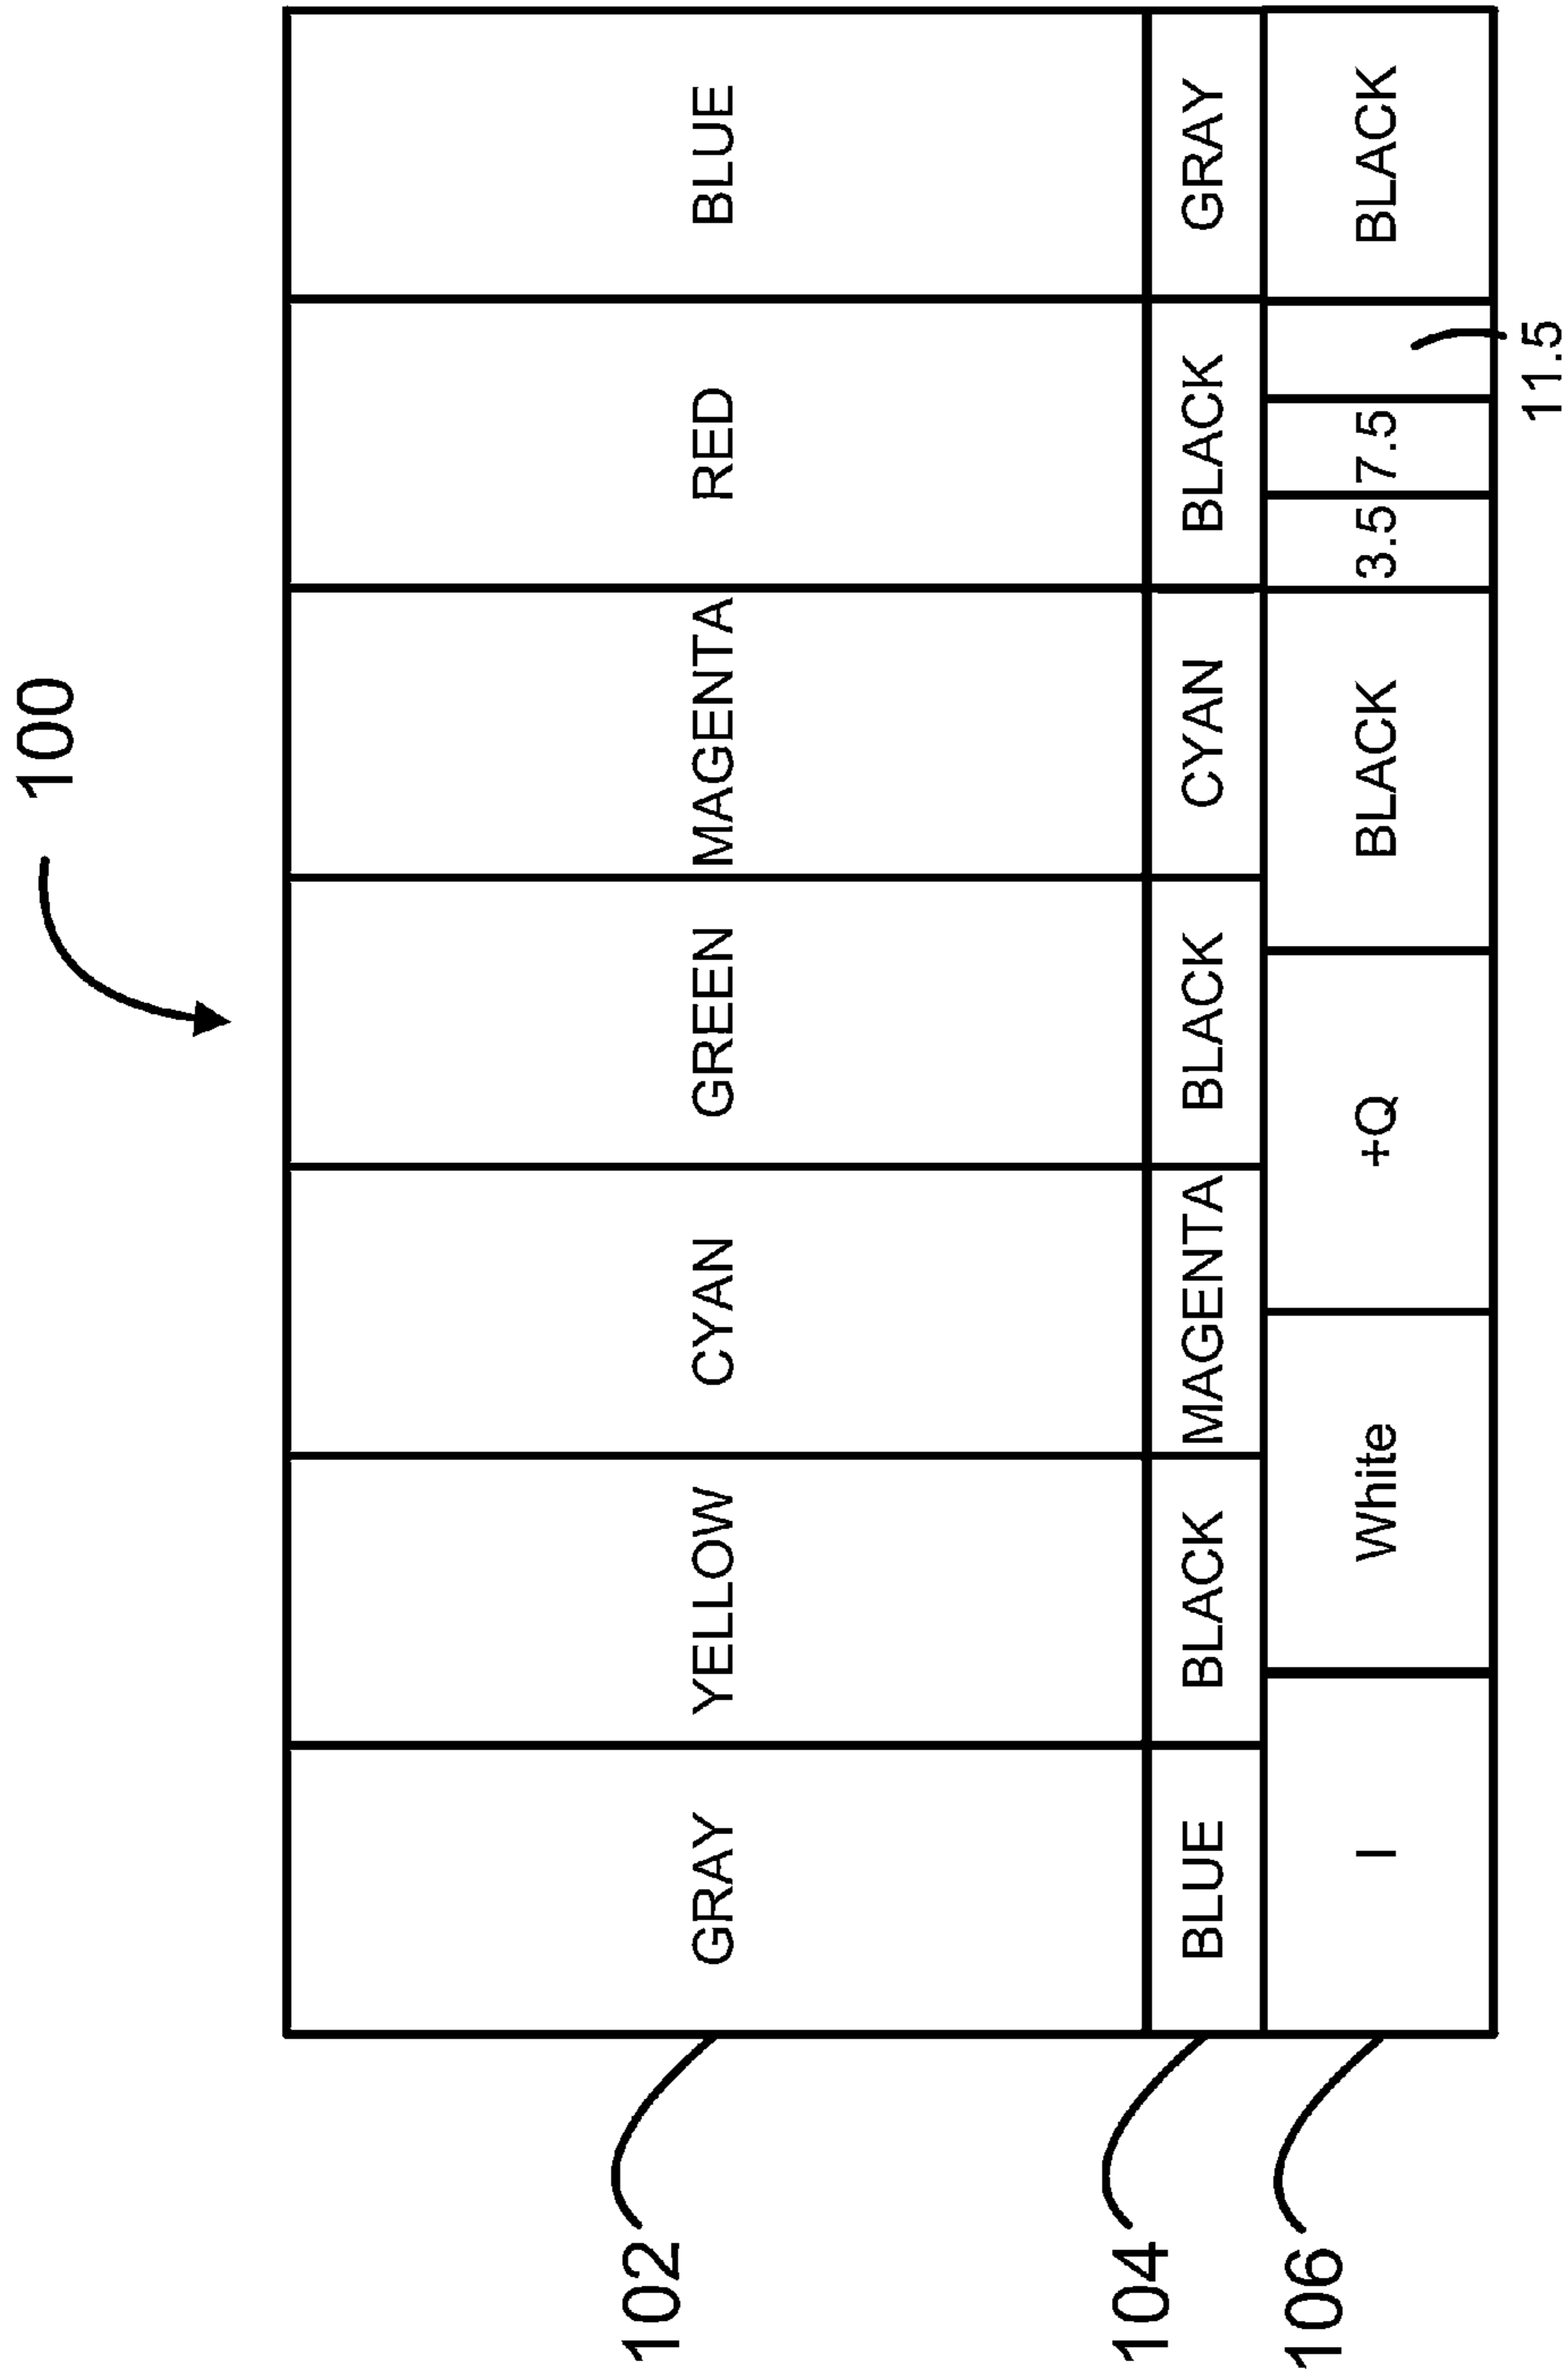 100
102
GRAY YELLOW CYAN GREEN MAGENTA RED BLUE
104
BLUE BLACK MAGENTA BLACK CYAN BLACK GRAY
106
I White +Q BLACK 3.5 7.5 BLACK
11.5